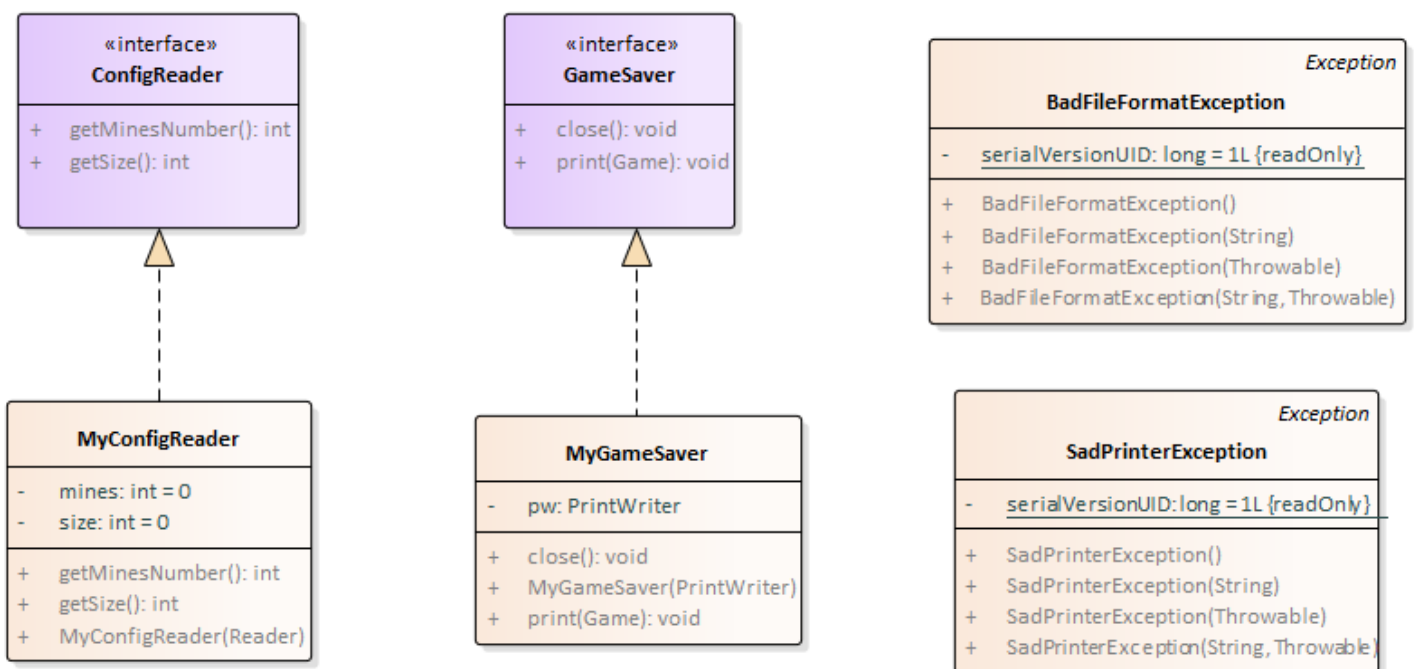 «interface»
ConfigReader
+ getMinesNumber(): int
+ getSize(): int
«interface»
GameSaver
+ close(): void
+ print(Game): void
Exception
BadFileFormatException
- serialVersionUID: long = 1L {readOnly}
+ BadFileFormatException()
+ BadFileFormatException(String)
+ BadFileFormatException(Throwable)
+ BadFileFormatException(String, Throwable)
MyConfigReader
- mines: int = 0
- size: int = 0
+ getMinesNumber(): int
+ getSize(): int
+ MyConfigReader(Reader)
MyGameSaver
- pw: PrintWriter
+ close(): void
+ MyGameSaver(PrintWriter)
+ print(Game): void
Exception
SadPrinterException
- serialVersionUID: long = 1L {readOnly}
+ SadPrinterException()
+ SadPrinterException(String)
+ SadPrinterException(Throwable)
+ SadPrinterException(String, Throwable)